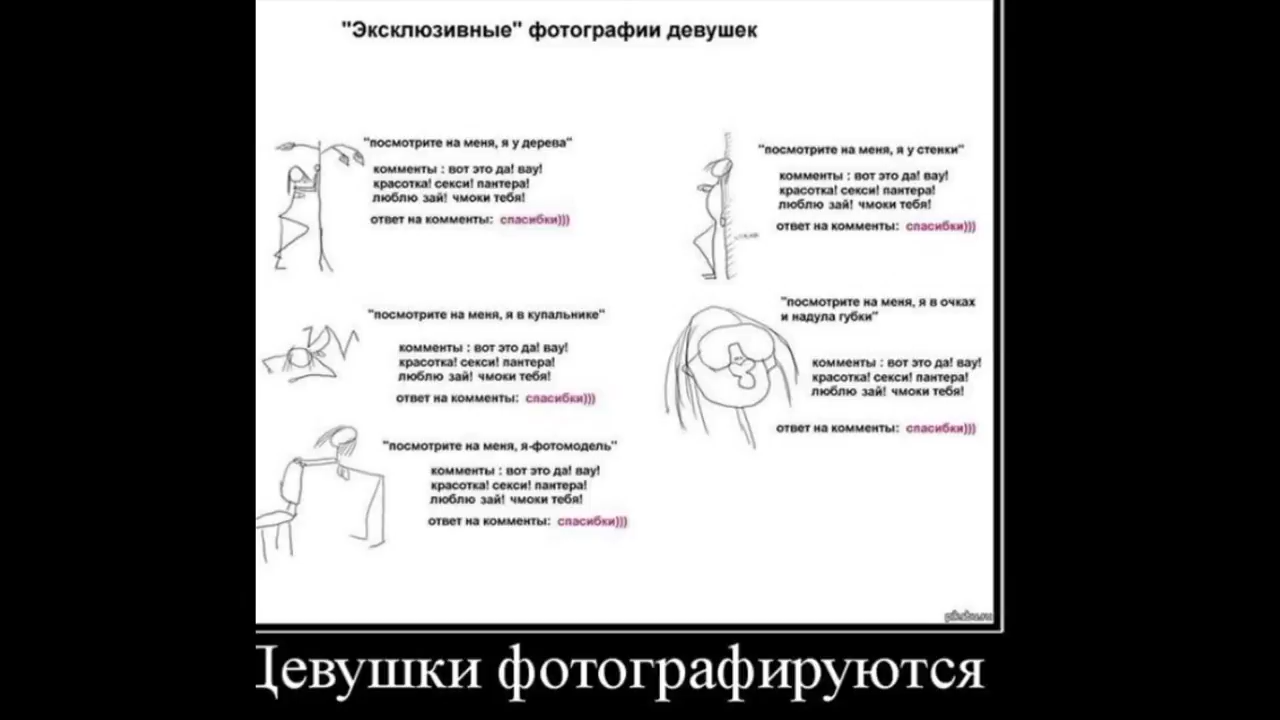 "Эксклюзивные" фотографии девушек
"посмотрите на меня, я у дерева"
комменты : вот это да! вау!
красотка! секси! пантера!
люблю зай! чмоки тебя!
ответ на комменты: спасибки)))
"посмотрите на меня, я у стенки"
комменты : вот это да! вау!
красотка! секси! пантера!
люблю зай! чмоки тебя!
ответ на комменты: спасибки)))
"посмотрите на меня, я в купальнике"
комменты : вот это да! вау!
красотка! секси! пантера!
люблю зай! чмоки тебя!
ответ на комменты: спасибки)))
"посмотрите на меня, я в очках
и надула губки"
комменты : вот это да! вау!
красотка! секси! пантера!
люблю зай! чмоки тебя!
ответ на комменты: спасибки)))
"посмотрите на меня, я-фотомодель"
комменты : вот это да! вау!
красотка! секси! пантера!
люблю зай! чмоки тебя!
ответ на комменты: спасибки)))
pikabu.ru
Девушки фотографируются